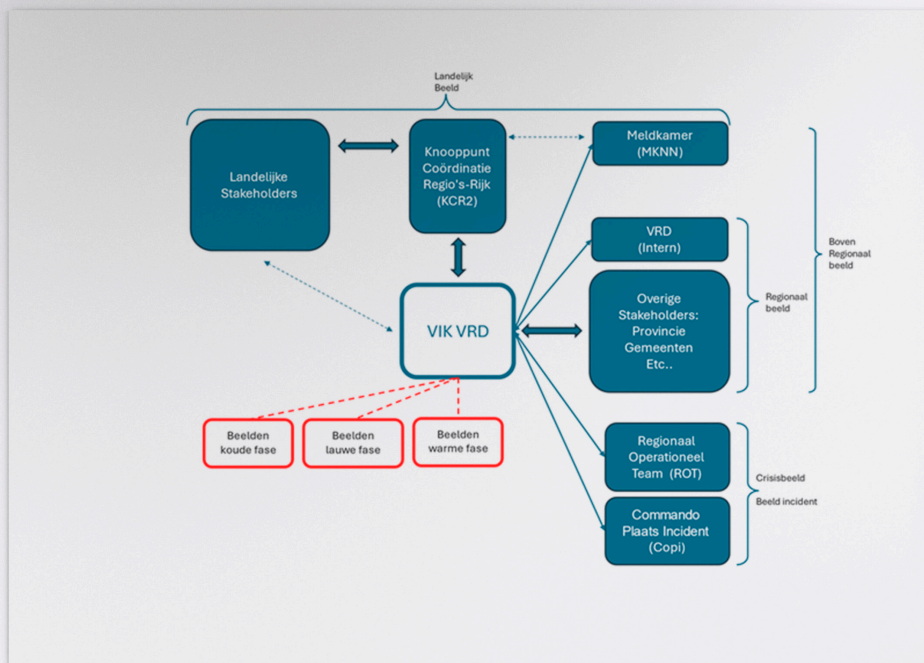 Landelijk
Beeld
Landelijke
Stakeholders
Knooppunt
Coördinatie
Regio's-Rijk
(KCR2)
Meldkamer
(MKNN)
VRD
(Intern)
Overige
Stakeholders:
Provincie
Gemeenten
Etc..
Boven
Regionaal
beeld
Regionaal
beeld
VIK VRD
Beelden
koude fase
Beelden
lauwe fase
Beelden
warme fase
Regionaal
Operationeel
Team (ROT)
Commando
Plaats Incident
(Copi)
Crisisbeeld
Beeld incident